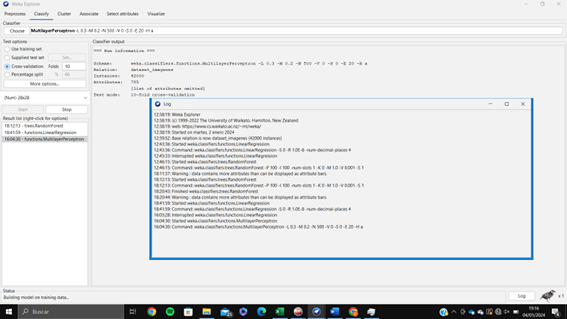 Weka Explorer
Preprocess Classify Cluster Associate Select attributes Visualize
Classifier
Choose MultilayerPerceptron -L 0.3 -M 0.2 -N 500 -V 0 -S 0 -E 20 -H a
Test options
Use training set
Supplied test set Set...
Cross-validation Folds 10
Percentage split % 66
More options...
(Num) 28x28
Start Stop
Result list (right-click for options)
18:12:13 - trees.RandomForest
18:41:59 - functions.LinearRegression
16:04:30 - functions.MultilayerPerceptron
Classifier output
=== Run information ===
Scheme: weka.classifiers.functions.MultilayerPerceptron -L 0.3 -M 0.2 -N 500 -V 0 -S 0 -E 20 -H a
Relation: dataset_imagenes
Instances: 42000
Attributes: 785
[list of attributes omitted]
Test mode: 10-fold cross-validation
Log
12:38:19: Weka Explorer
12:38:19: (c) 1999-2022 The University of Waikato, Hamilton, New Zealand
12:38:19: web: https://www.cs.waikato.ac.nz/~ml/weka/
12:38:19: Started on martes, 2 enero 2024
12:39:52: Base relation is now dataset_imagenes (42000 instances)
12:43:36: Started weka.classifiers.functions.LinearRegression
12:43:36: Command: weka.classifiers.functions.LinearRegression -S 0 -R 1.0E-8 -num-decimal-places 4
12:45:33: Interrupted weka.classifiers.functions.LinearRegression
12:46:15: Started weka.classifiers.trees.RandomForest
12:46:15: Command: weka.classifiers.trees.RandomForest -P 100 -I 100 -num-slots 1 -K 0 -M 1.0 -V 0.001 -S 1
18:11:37: Warning : data contains more attributes than can be displayed as attribute bars
18:12:13: Started weka.classifiers.trees.RandomForest
18:12:13: Command: weka.classifiers.trees.RandomForest -P 100 -I 100 -num-slots 1 -K 0 -M 1.0 -V 0.001 -S 1
18:20:43: Finished weka.classifiers.trees.RandomForest
18:20:44: Warning : data contains more attributes than can be displayed as attribute bars
18:41:59: Started weka.classifiers.functions.LinearRegression
18:41:59: Command: weka.classifiers.functions.LinearRegression -S 0 -R 1.0E-8 -num-decimal-places 4
16:03:28: Interrupted weka.classifiers.functions.LinearRegression
16:04:30: Started weka.classifiers.functions.MultilayerPerceptron
16:04:30: Command: weka.classifiers.functions.MultilayerPerceptron -L 0.3 -M 0.2 -N 500 -V 0 -S 0 -E 20 -H a
Status
Building model on training data...
Log x 1
Buscar
19:16
04/01/2024